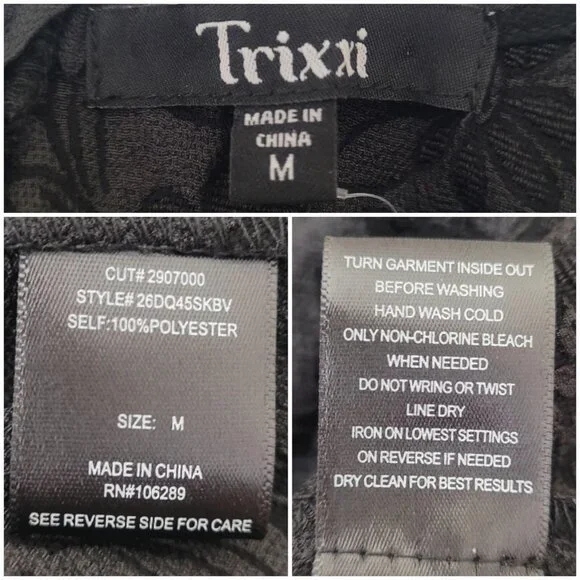 Trixxi
MADE IN
CHINA
M
CUT# 2907000
STYLE# 26DQ45SKBV
SELF:100%POLYESTER
SIZE: M
MADE IN CHINA
RN#106289
SEE REVERSE SIDE FOR CARE
TURN GARMENT INSIDE OUT
BEFORE WASHING
HAND WASH COLD
ONLY NON-CHLORINE BLEACH
WHEN NEEDED
DO NOT WRING OR TWIST
LINE DRY
IRON ON LOWEST SETTINGS
ON REVERSE IF NEEDED
DRY CLEAN FOR BEST RESULTS